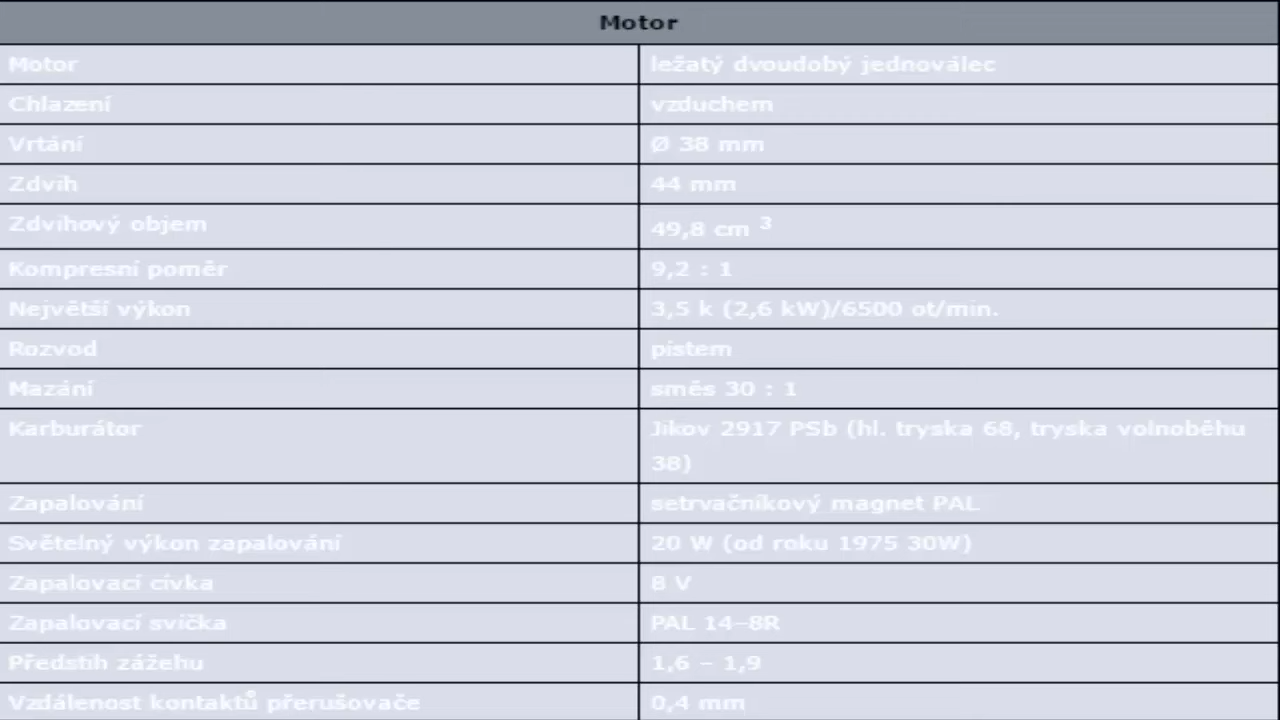 Motor
Motor ležatý dvoudobý jednoválec
Chlazení vzduchem
Vrtání Ø 38 mm
Zdvih 44 mm
Zdvihový objem 49,8 cm ³
Kompresní poměr 9,2 : 1
Největší výkon 3,5 k (2,6 kW)/6500 ot/min.
Rozvod pístem
Mazání směs 30 : 1
Karburátor Jikov 2917 PSb (hl. tryska 68, tryska volnoběhu
38)
Zapalování setrvačníkový magnet PAL
Světelný výkon zapalování 20 W (od roku 1975 30W)
Zapalovací cívka 8 V
Zapalovací svíčka PAL 14–8R
Předstih zážehu 1,6 – 1,9
Vzdálenost kontaktů přerušovače 0,4 mm